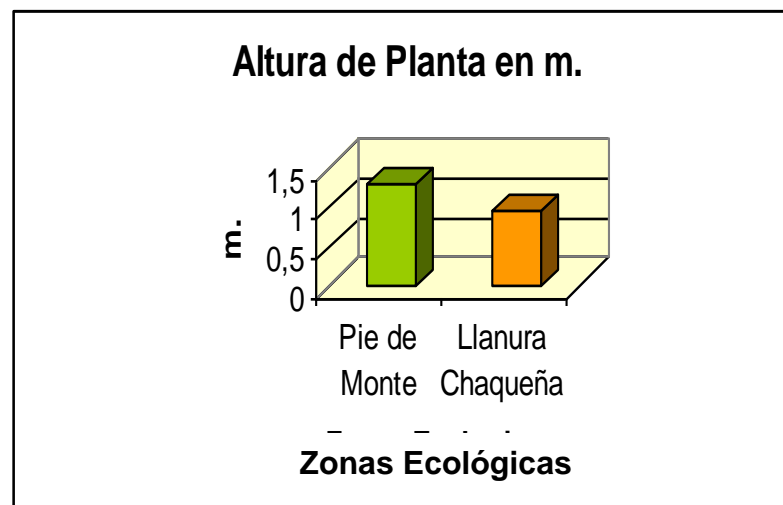 Altura de Planta en m.
1,5
1
0,5
0
m.
Pie de
Monte
Llanura
Chaqueña
Zonas Ecológicas